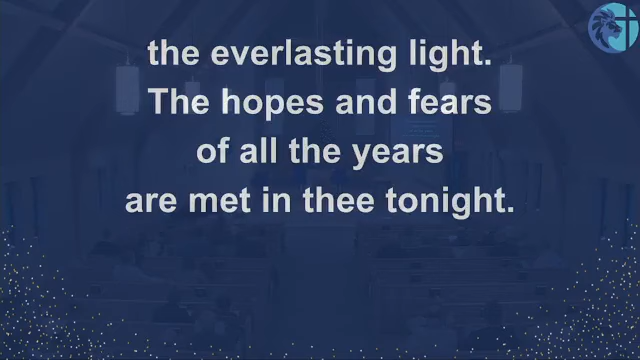 the everlasting light.
The hopes and fears
of all the years
are met in thee tonight.